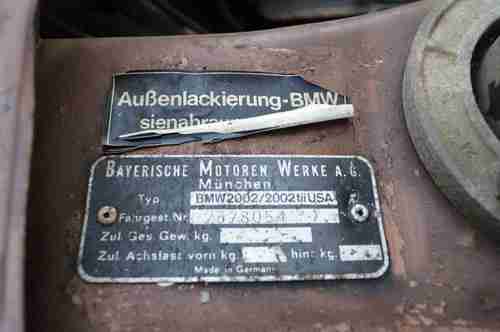 Außenlackierung-BMW
BAYERISCHE MOTOREN WERKE A. G.
München
Typ BMW2002/2002tiiUSA
Fahrgest. Nr.
Zul. Ges. Gew. kg.
Zul. Achslast vorn kg. hint: kg.
Made in Germany